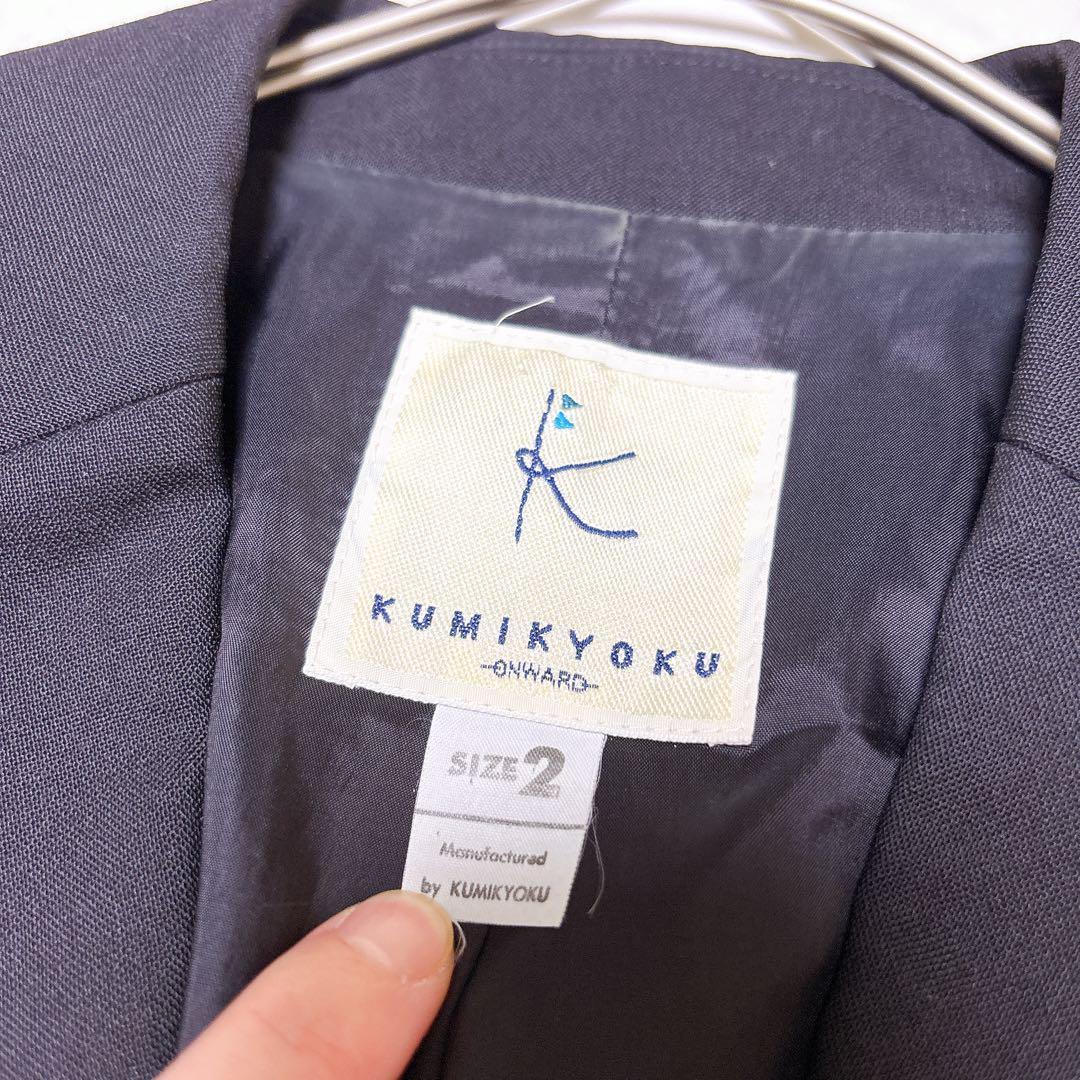 K
KUMIKYOKU
ONWARD
SIZE 2
Manufactured
by KUMIKYOKU